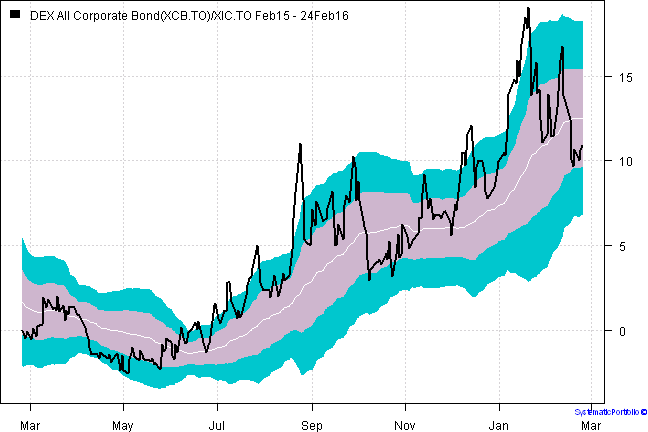 DEX All Corporate Bond(XCB.TO)/XIC.TO Feb15 - 24Feb16
15
10
5
0
SystematicPortfolio ©
Mar May Jul Sep Nov Jan Mar